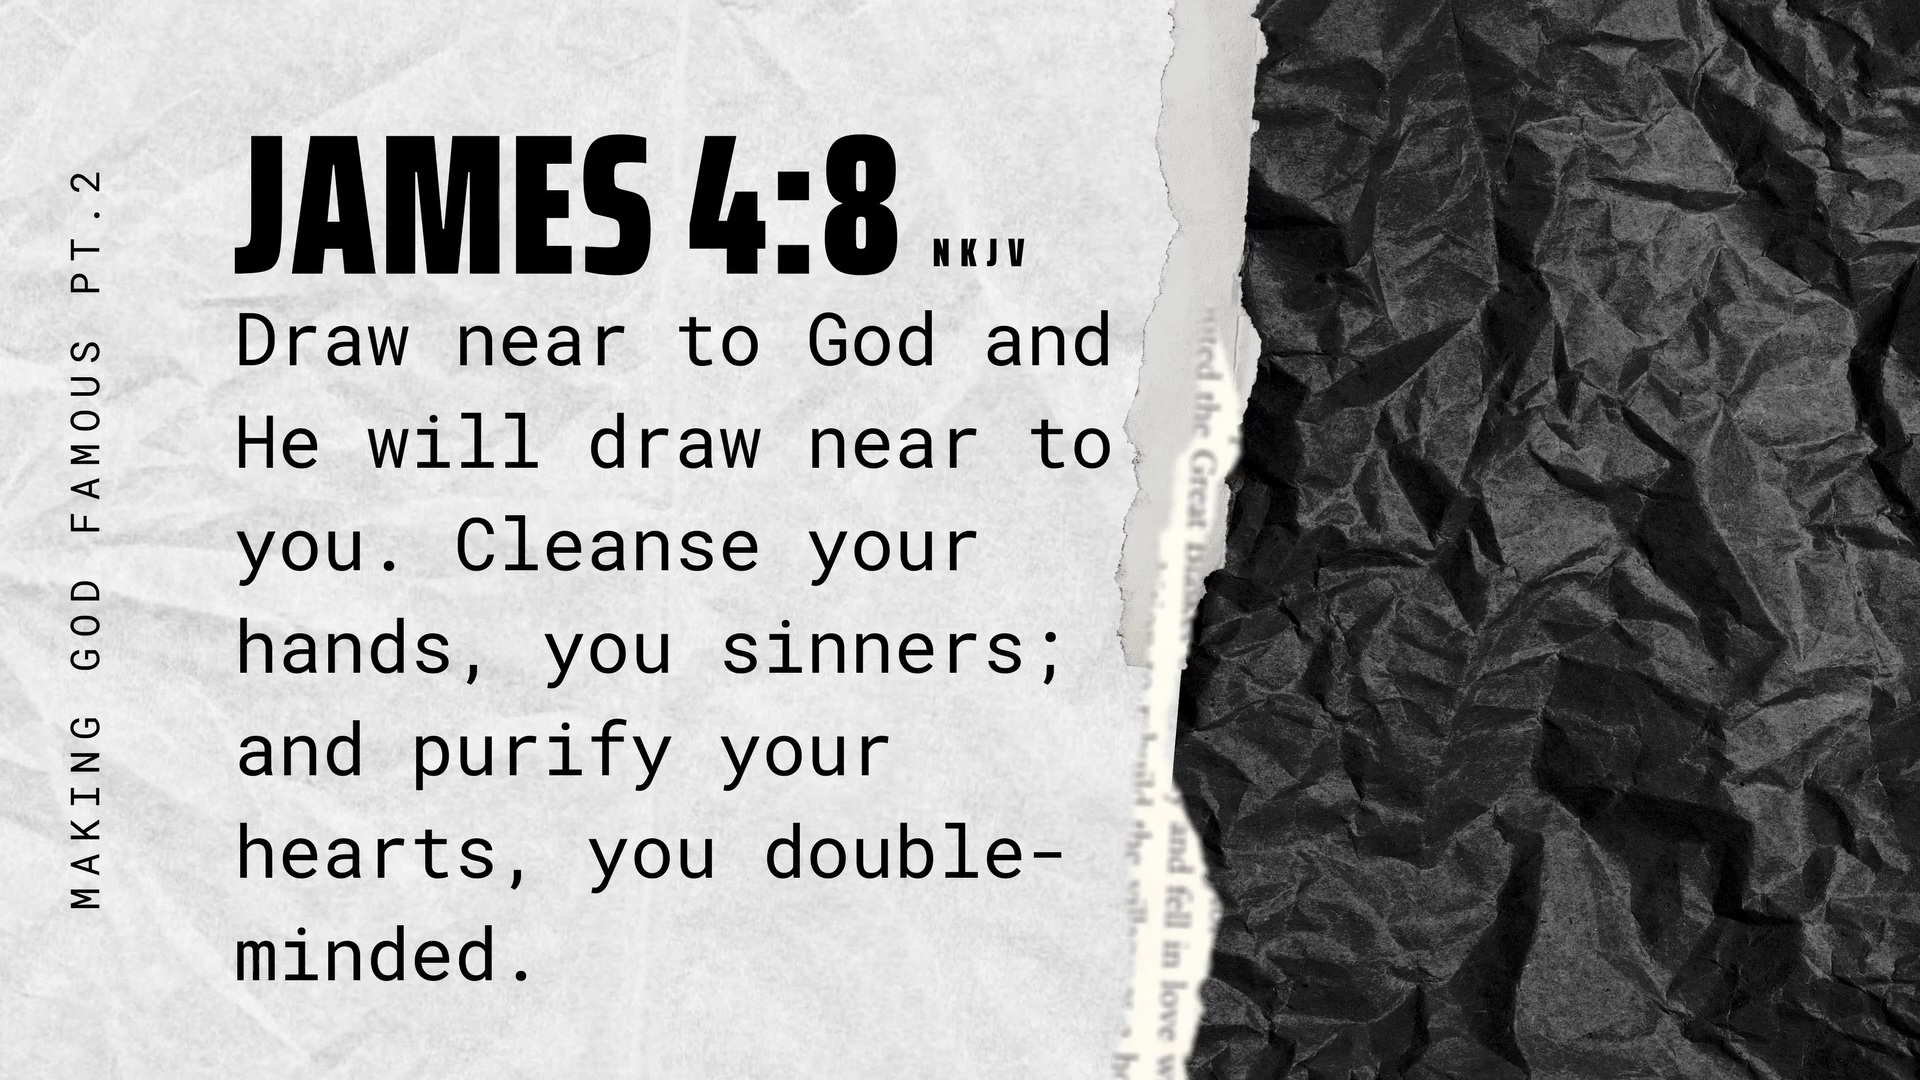 MAKING GOD FAMOUS PT.2
JAMES 4:8 NKJV
Draw near to God and
He will draw near to
you. Cleanse your
hands, you sinners;
and purify your
hearts, you double-
minded.
the Great
and fell in love